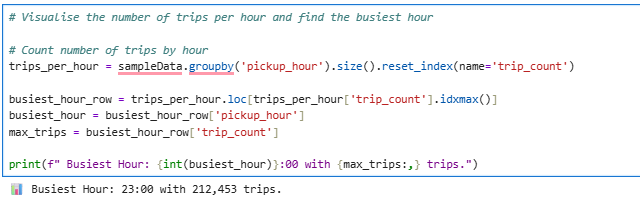 # Visualise the number of trips per hour and find the busiest hour
# Count number of trips by hour
trips_per_hour = sampleData.groupby('pickup_hour').size().reset_index(name='trip_count')
busiest_hour_row = trips_per_hour.loc[trips_per_hour['trip_count'].idxmax()]
busiest_hour = busiest_hour_row['pickup_hour']
max_trips = busiest_hour_row['trip_count']
print(f" Busiest Hour: {int(busiest_hour)}:00 with {max_trips:,} trips.")
📊 Busiest Hour: 23:00 with 212,453 trips.